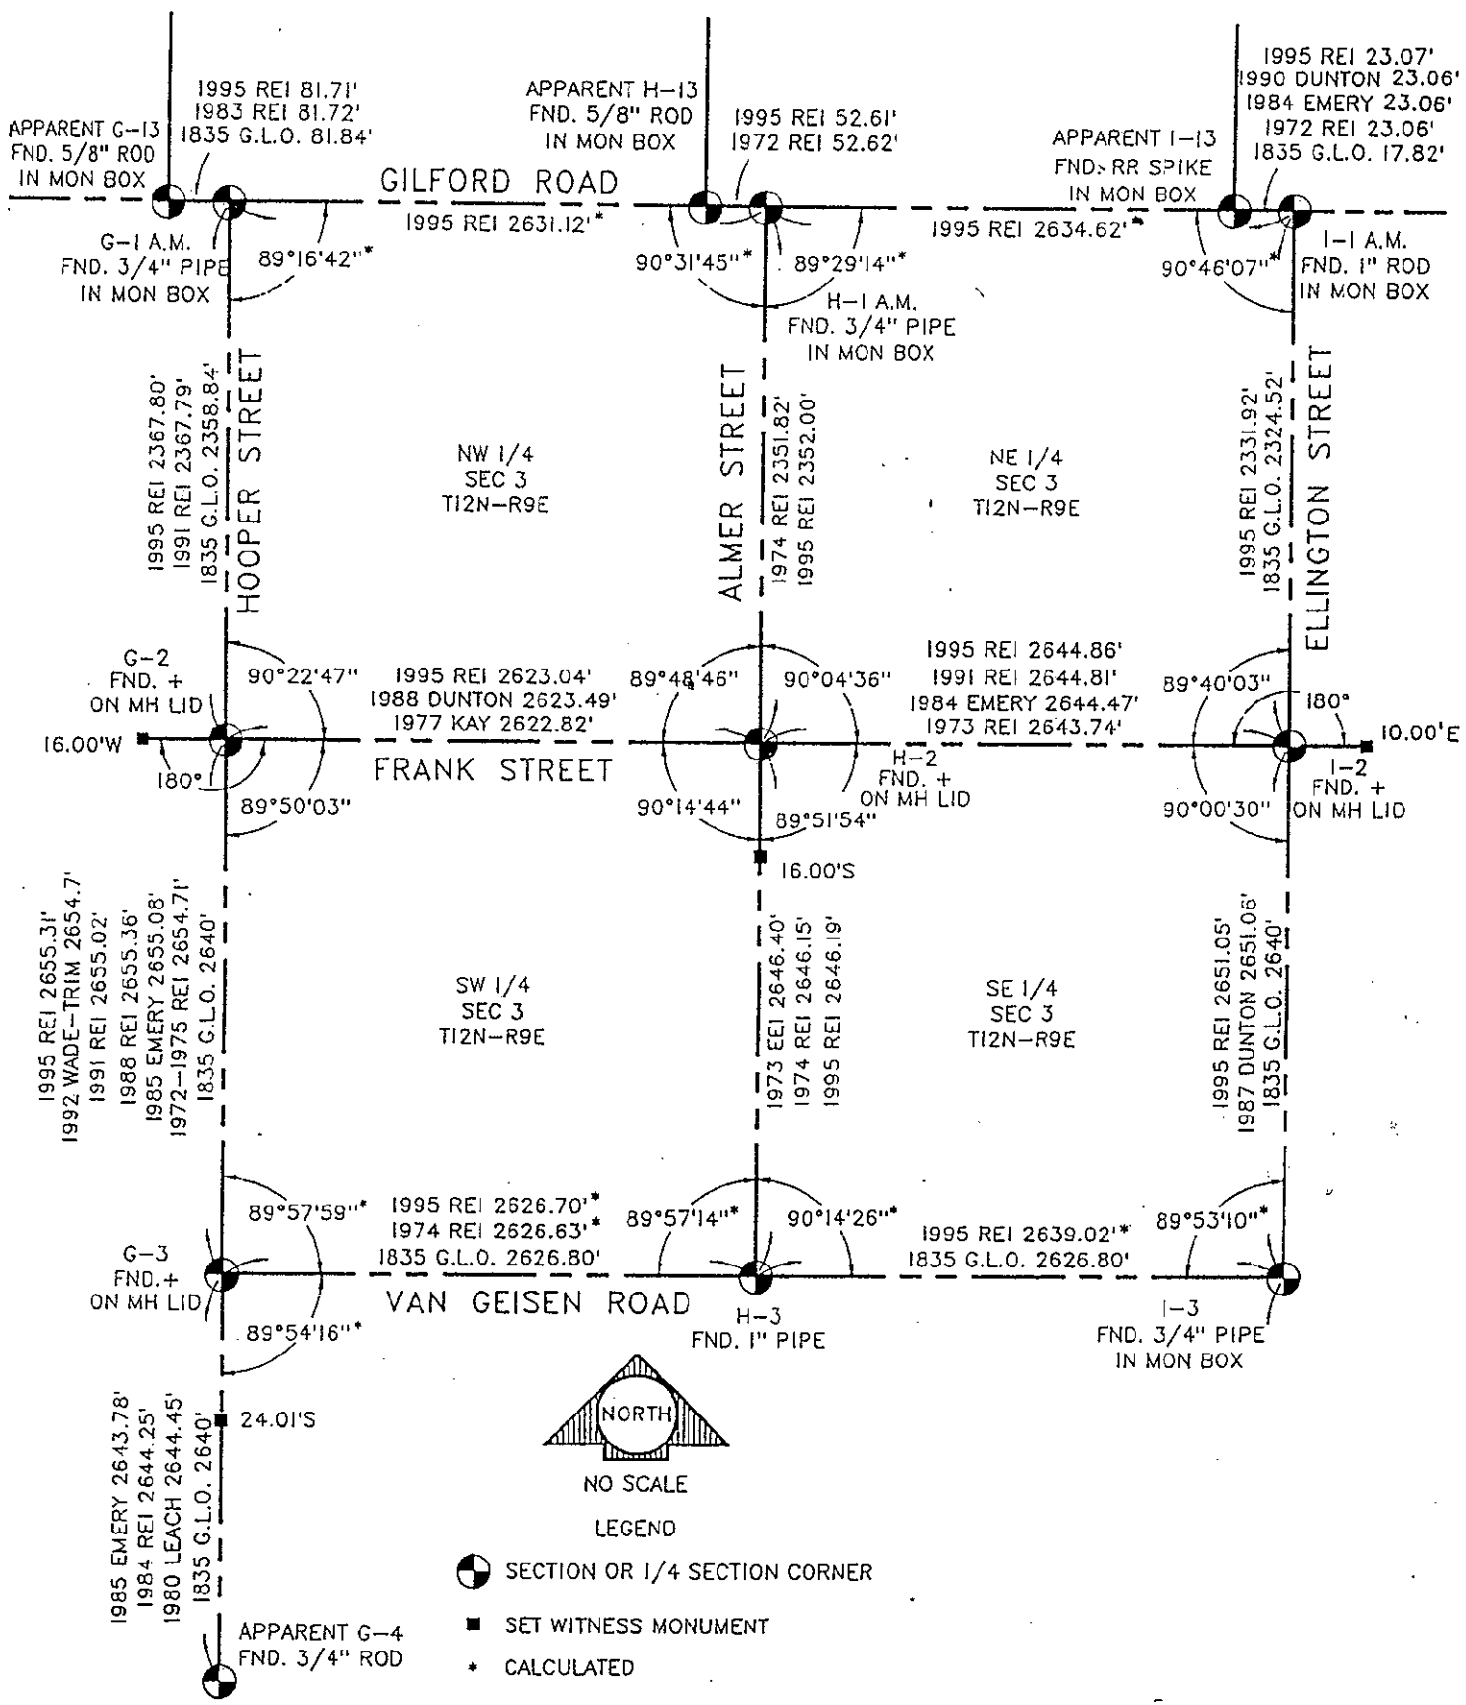 1995 REI 81.71'
1983 REI 81.72'
1835 G.L.O. 81.84'
APPARENT G-13
FND. 5/8" ROD
IN MON BOX
APPARENT H-13
FND. 5/8" ROD
IN MON BOX
1995 REI 52.61'
1972 REI 52.62'
1995 REI 23.07'
1990 DUNTON 23.06'
1984 EMERY 23.06'
1972 REI 23.06'
1835 G.L.O. 17.82'
APPARENT I-13
FND. RR SPIKE
IN MON BOX
GILFORD ROAD
1995 REI 2631.12'*
1995 REI 2634.62'*
G-1 A.M.
FND. 3/4" PIPE
IN MON BOX
89°16'42"*
90°31'45"*
89°29'14"*
H-1 A.M.
FND. 3/4" PIPE
IN MON BOX
90°46'07"*
I-1 A.M.
FND. 1" ROD
IN MON BOX
1995 REI 2367.80'
1991 REI 2367.79'
1835 G.L.O. 2358.84'
HOOPER STREET
NW 1/4
SEC 3
T12N-R9E
ALMER STREET
1974 REI 2351.82'
1995 REI 2352.00'
NE 1/4
SEC 3
T12N-R9E
1995 REI 2331.92'
1835 G.L.O. 2324.52'
ELLINGTON STREET
G-2
FND. +
ON MH LID
90°22'47"
1995 REI 2623.04'
1988 DUNTON 2623.49'
1977 KAY 2622.82'
89°48'46"
90°04'36"
1995 REI 2644.86'
1991 REI 2644.81'
1984 EMERY 2644.47'
1973 REI 2643.74'
89°40'03"
180°
10.00'E
16.00'W
180°
89°50'03"
FRANK STREET
90°14'44"
89°51'54"
H-2
FND. +
ON MH LID
90°00'30"
I-2
FND. +
ON MH LID
16.00'S
1995 REI 2655.31'
1992 WADE-TRIM 2654.7'
1991 REI 2655.02'
1988 REI 2655.36'
1985 EMERY 2655.08'
1972-1975 REI 2654.71'
1835 G.L.O. 2640'
SW 1/4
SEC 3
T12N-R9E
1973 EEI 2646.40'
1974 REI 2646.15'
1995 REI 2646.19'
SE 1/4
SEC 3
T12N-R9E
1995 REI 2651.05'
1987 DUNTON 2651.06'
1835 G.L.O. 2640'
89°57'59"*
1995 REI 2626.70'*
1974 REI 2626.63'*
1835 G.L.O. 2626.80'
89°57'14"*
90°14'26"*
1995 REI 2639.02'*
1835 G.L.O. 2626.80'
89°53'10"*
G-3
FND. +
ON MH LID
VAN GEISEN ROAD
89°54'16"*
H-3
FND. 1" PIPE
I-3
FND. 3/4" PIPE
IN MON BOX
24.01'S
1985 EMERY 2643.78'
1984 REI 2644.25'
1980 LEACH 2644.45'
1835 G.L.O. 2640'
NORTH
NO SCALE
LEGEND
SECTION OR 1/4 SECTION CORNER
SET WITNESS MONUMENT
* CALCULATED
APPARENT G-4
FND. 3/4" ROD